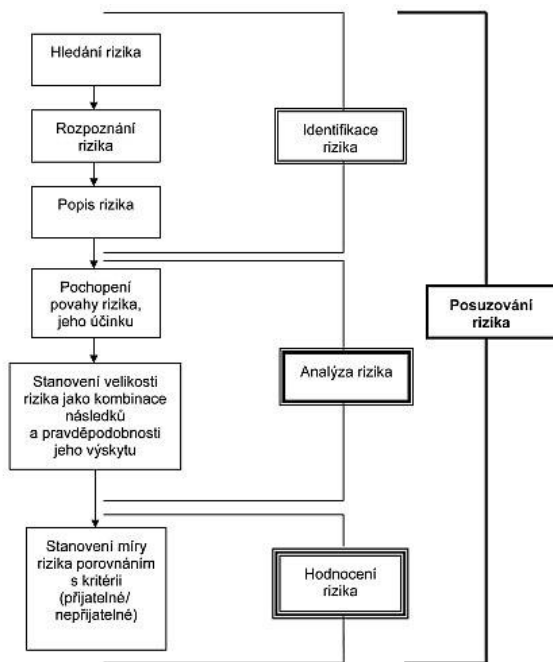 Hledání rizika
Rozpoznání
rizika
Popis rizika
Identifikace
rizika
Pochopení
povahy rizika,
jeho účinku
Stanovení velikosti
rizika jako kombinace
následků
a pravděpodobnosti
jeho výskytu
Analýza rizika
Stanovení míry
rizika porovnáním
s kritérii
(přijatelné/
nepřijatelné)
Hodnocení
rizika
Posuzování
rizika